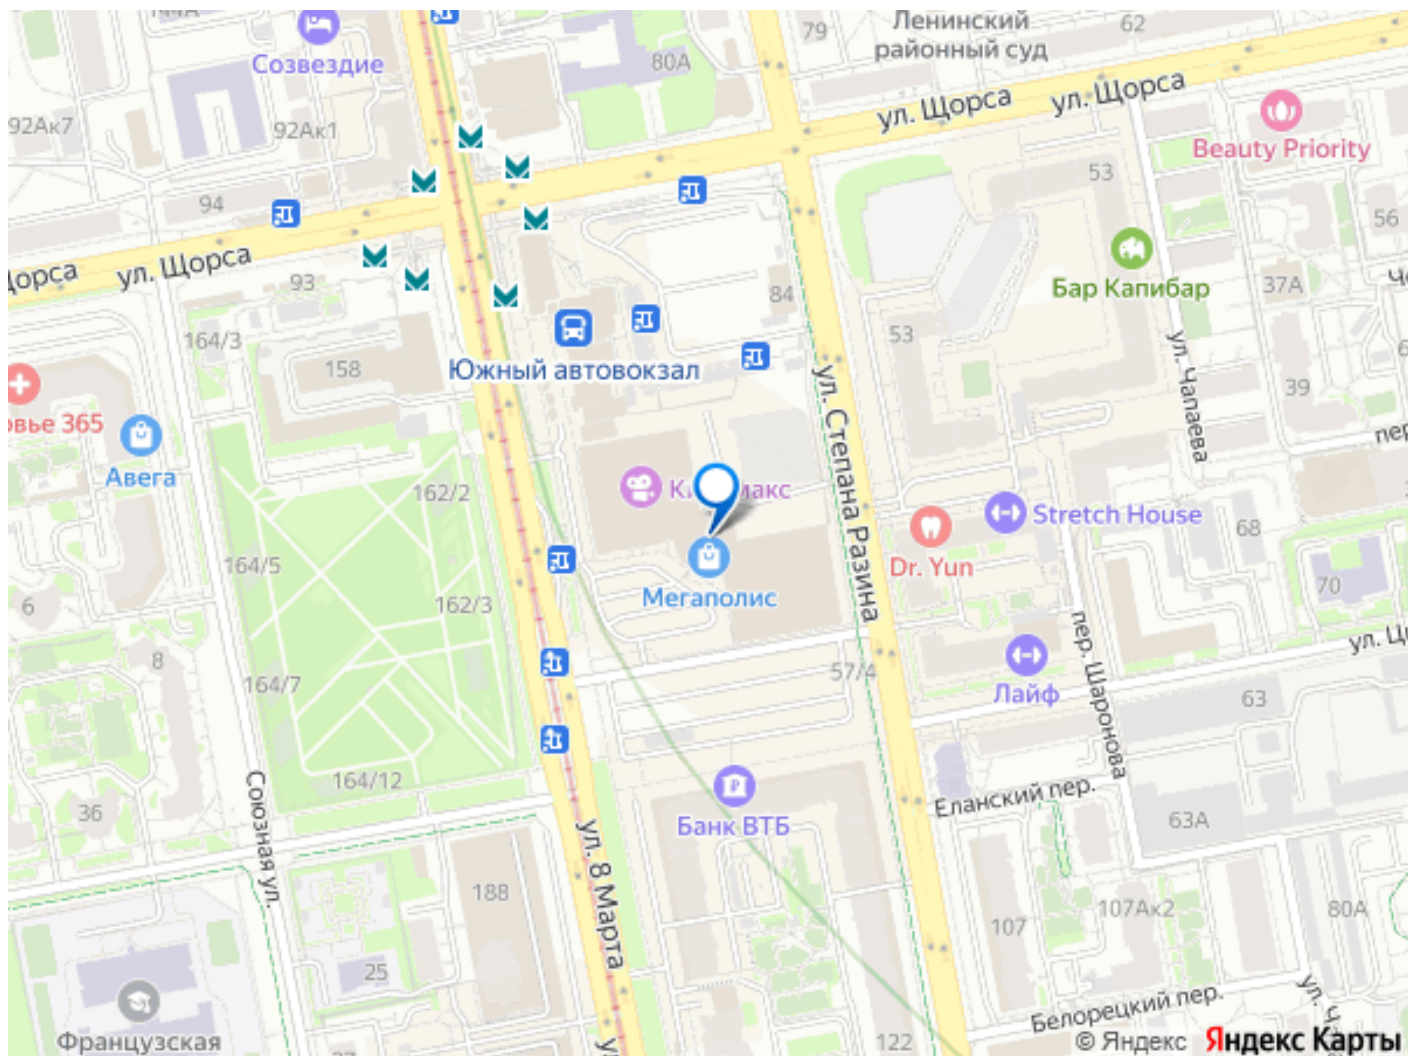 144А
Созвездие
80А
79
Ленинский
районный суд
62
ул. Щорса
ул. Щорса
92Ак7
92Ак1
Beauty Priority
53
94
56
ул. Щорса
93
Бар Капибар
37А
84
164/3
158
Южный автовокзал
53
ул. Чапаева
39
365
Авега
162/2
Киномакс
ул. Степана Разина
Stretch House
68
Dr. Yun
164/5
162/3
Мегаполис
6
70
8
164/7
57/4
Лайф
пер. Шаронова
63
164/12
Союзная ул.
36
Банк ВТБ
Еланский пер.
63А
ул. 8 Марта
188
107
107Ак2
80А
25
Французская
122
Белорецкий пер.
© Яндекс
Яндекс Карты